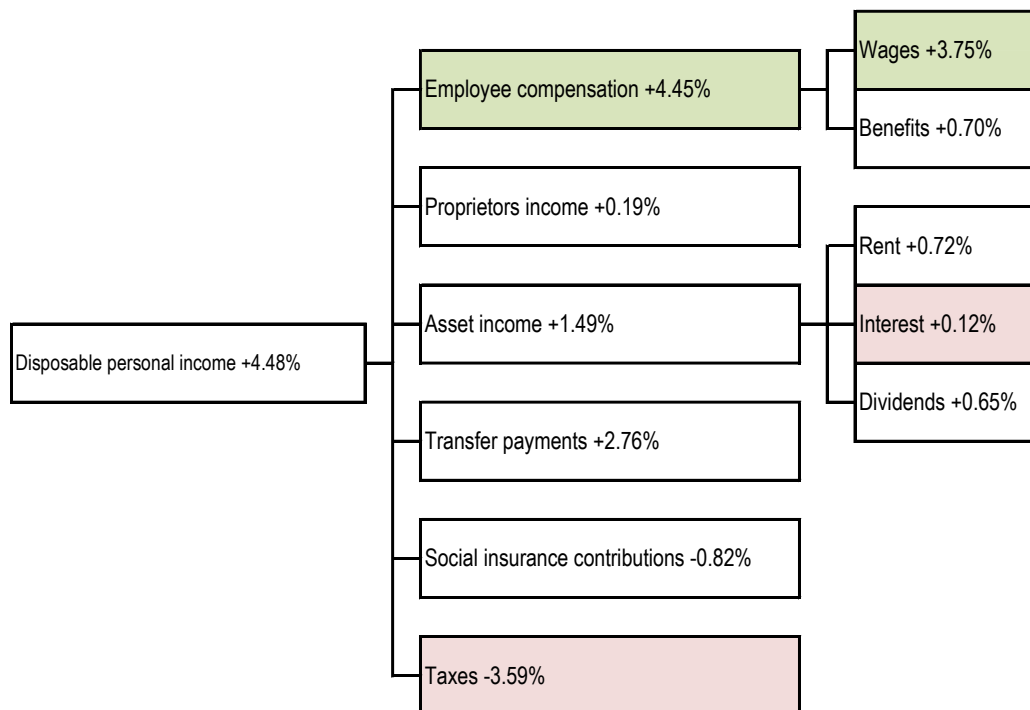 Disposable personal income +4.48%
Employee compensation +4.45%
Wages +3.75%
Benefits +0.70%
Proprietors income +0.19%
Asset income +1.49%
Rent +0.72%
Interest +0.12%
Dividends +0.65%
Transfer payments +2.76%
Social insurance contributions -0.82%
Taxes -3.59%